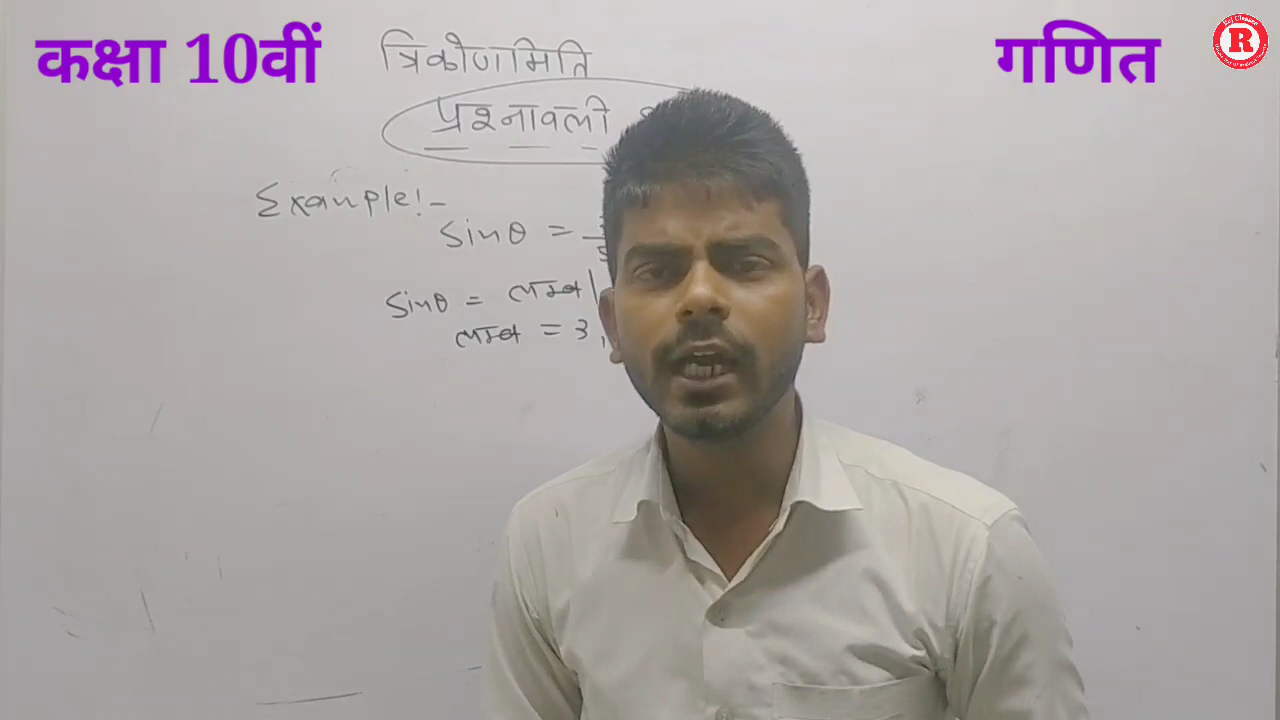 कक्षा 10वीं
गणित
R
त्रिकोणमिति
प्रश्नावली
Example:-
sinθ =
sinθ = लम्ब |
लम्ब = 3,